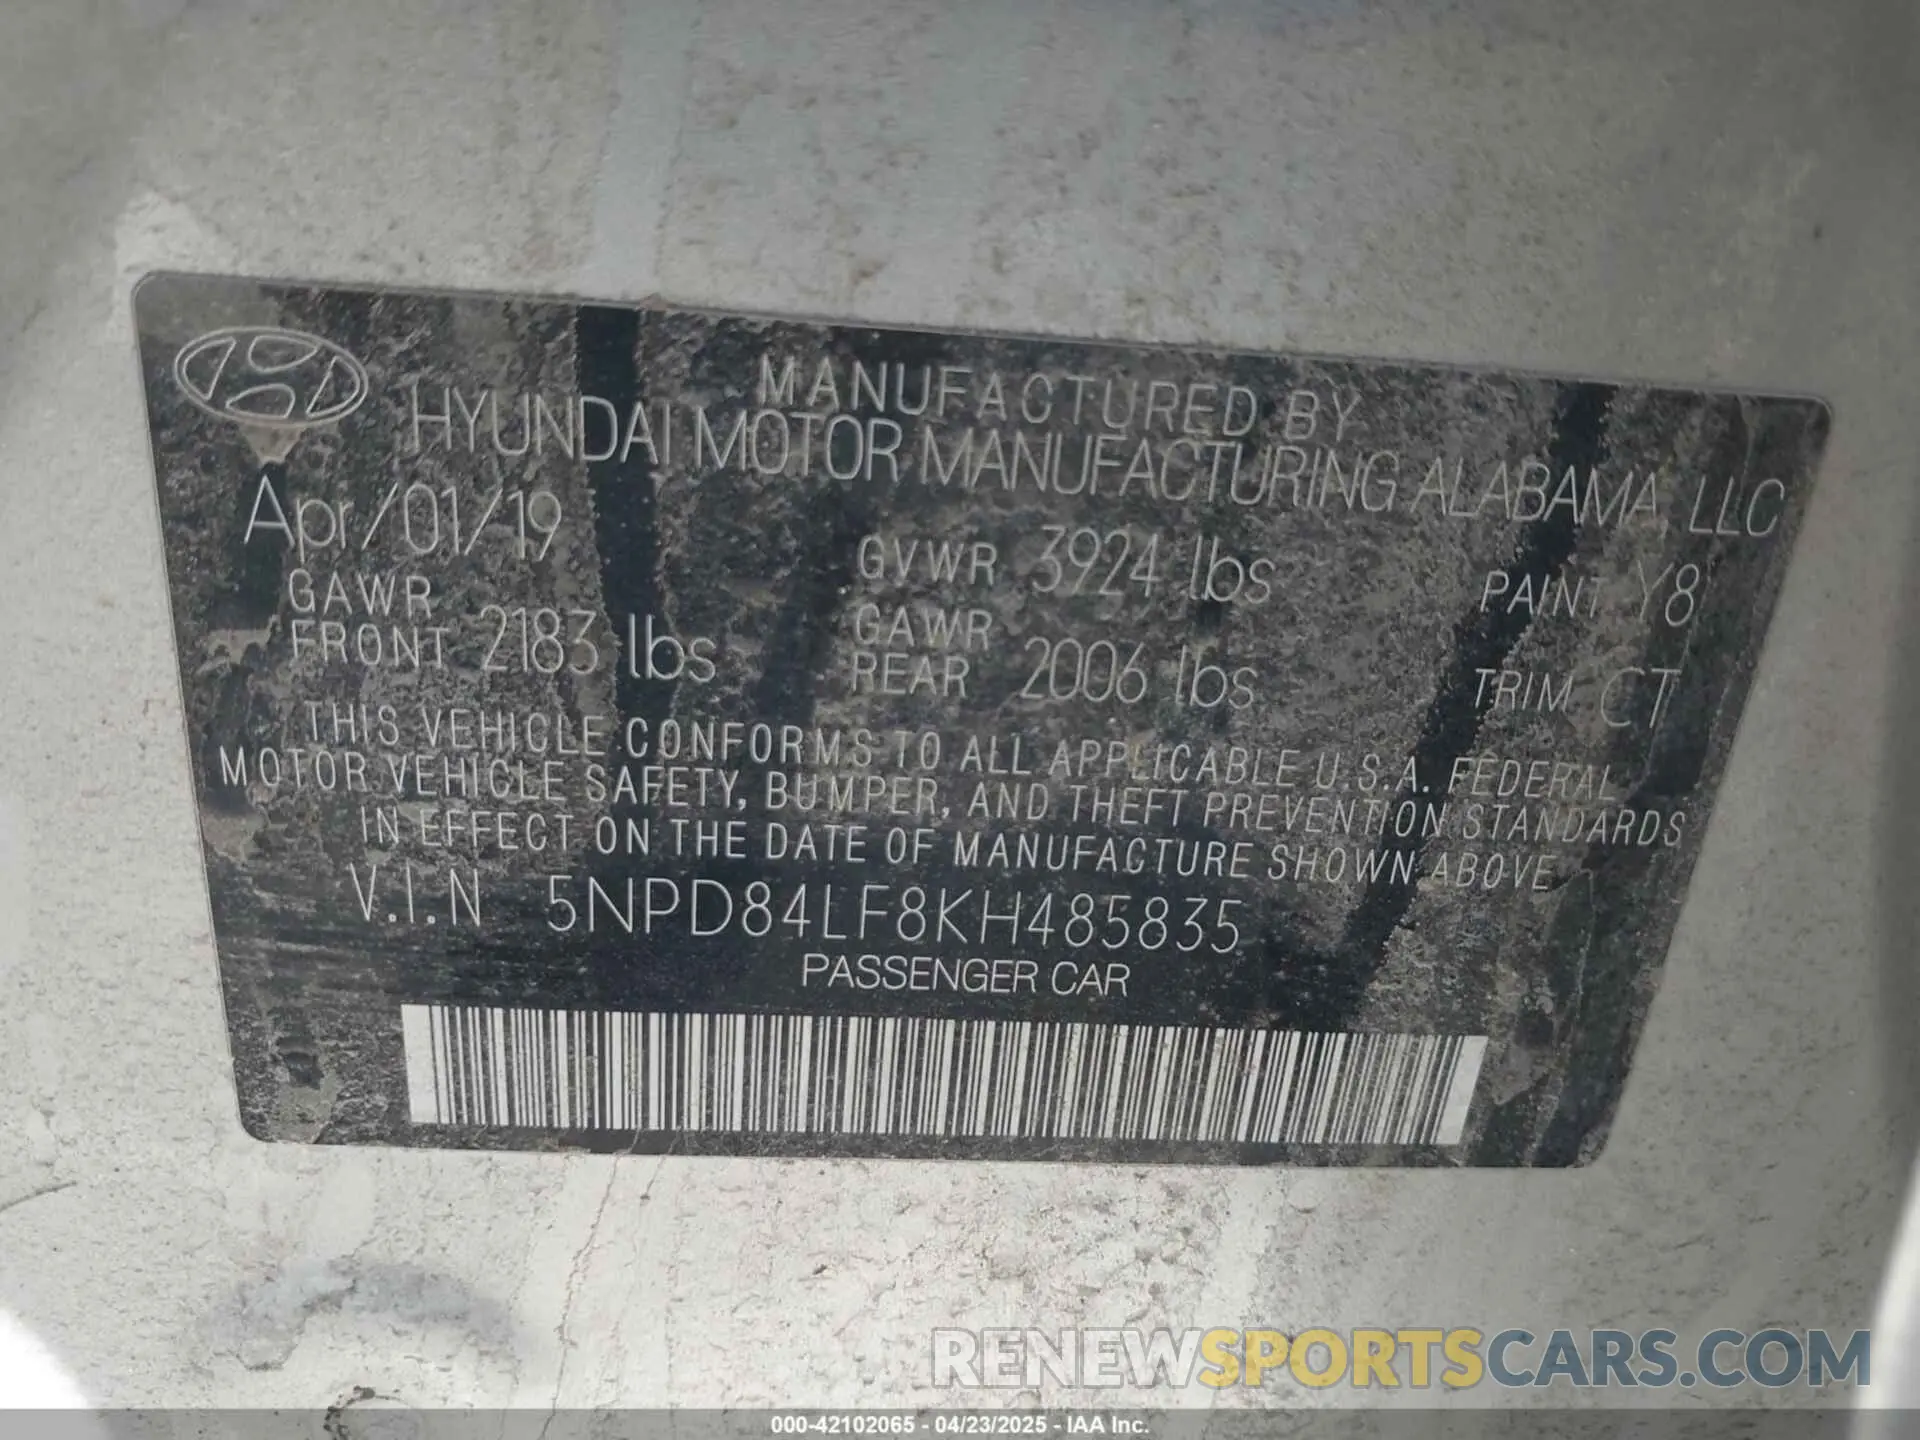 MANUFACTURED BY
HYUNDAI MOTOR MANUFACTURING ALABAMA, LLC
Apr/01/19 GVWR 3924 lbs PAINT Y8
GAWR FRONT 2183 lbs GAWR REAR 2006 lbs TRIM CT
THIS VEHICLE CONFORMS TO ALL APPLICABLE U.S.A. FEDERAL
MOTOR VEHICLE SAFETY, BUMPER, AND THEFT PREVENTION STANDARDS
IN EFFECT ON THE DATE OF MANUFACTURE SHOWN ABOVE
V.I.N 5NPD84LF8KH485835
PASSENGER CAR
RENEWSPORTSCARS.COM
000-42102065 - 04/23/2025 - IAA Inc.